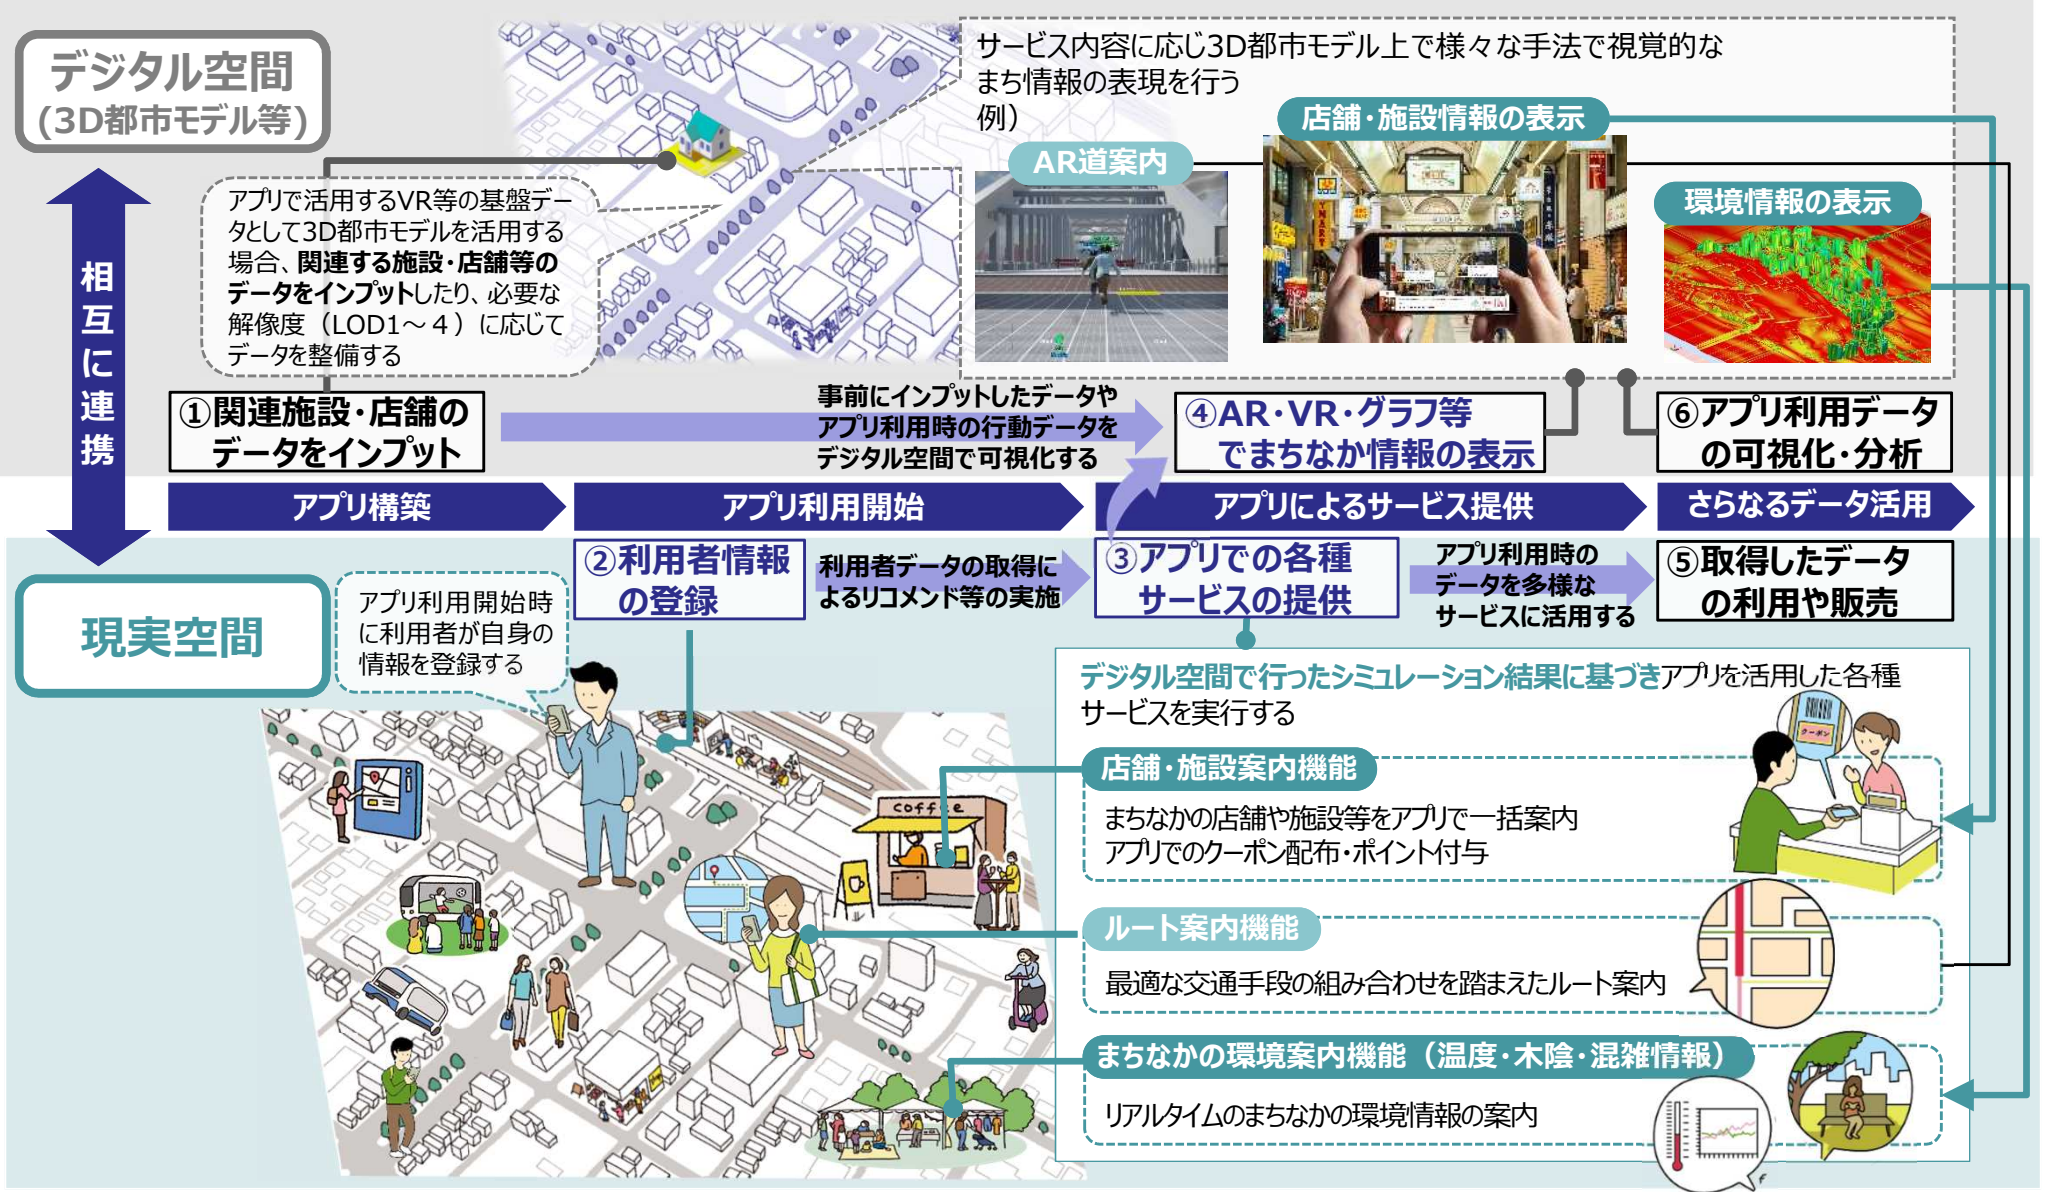 デジタル空間
(3D都市モデル等)
サービス内容に応じ3D都市モデル上で様々な手法で視覚的な
まち情報の表現を行う
例）
店舗・施設情報の表示
AR道案内
環境情報の表示
アプリで活用するVR等の基盤デー
タとして3D都市モデルを活用する
場合、関連する施設・店舗等の
データをインプットしたり、必要な
解像度（LOD1～４）に応じて
データを整備する
相互に連携
①関連施設・店舗の
データをインプット
事前にインプットしたデータや
アプリ利用時の行動データを
デジタル空間で可視化する
④AR・VR・グラフ等
でまちなか情報の表示
⑥アプリ利用データ
の可視化・分析
アプリ構築
アプリ利用開始
アプリによるサービス提供
さらなるデータ活用
現実空間
アプリ利用開始時
に利用者が自身の
情報を登録する
②利用者情報
の登録
利用者データの取得に
よるリコメンド等の実施
③アプリでの各種
サービスの提供
アプリ利用時の
データを多様な
サービスに活用する
⑤取得したデータ
の利用や販売
デジタル空間で行ったシミュレーション結果に基づきアプリを活用した各種
サービスを実行する
クーポン
店舗・施設案内機能
まちなかの店舗や施設等をアプリで一括案内
アプリでのクーポン配布・ポイント付与
coffee
ルート案内機能
最適な交通手段の組み合わせを踏まえたルート案内
まちなかの環境案内機能（温度・木陰・混雑情報）
リアルタイムのまちなかの環境情報の案内